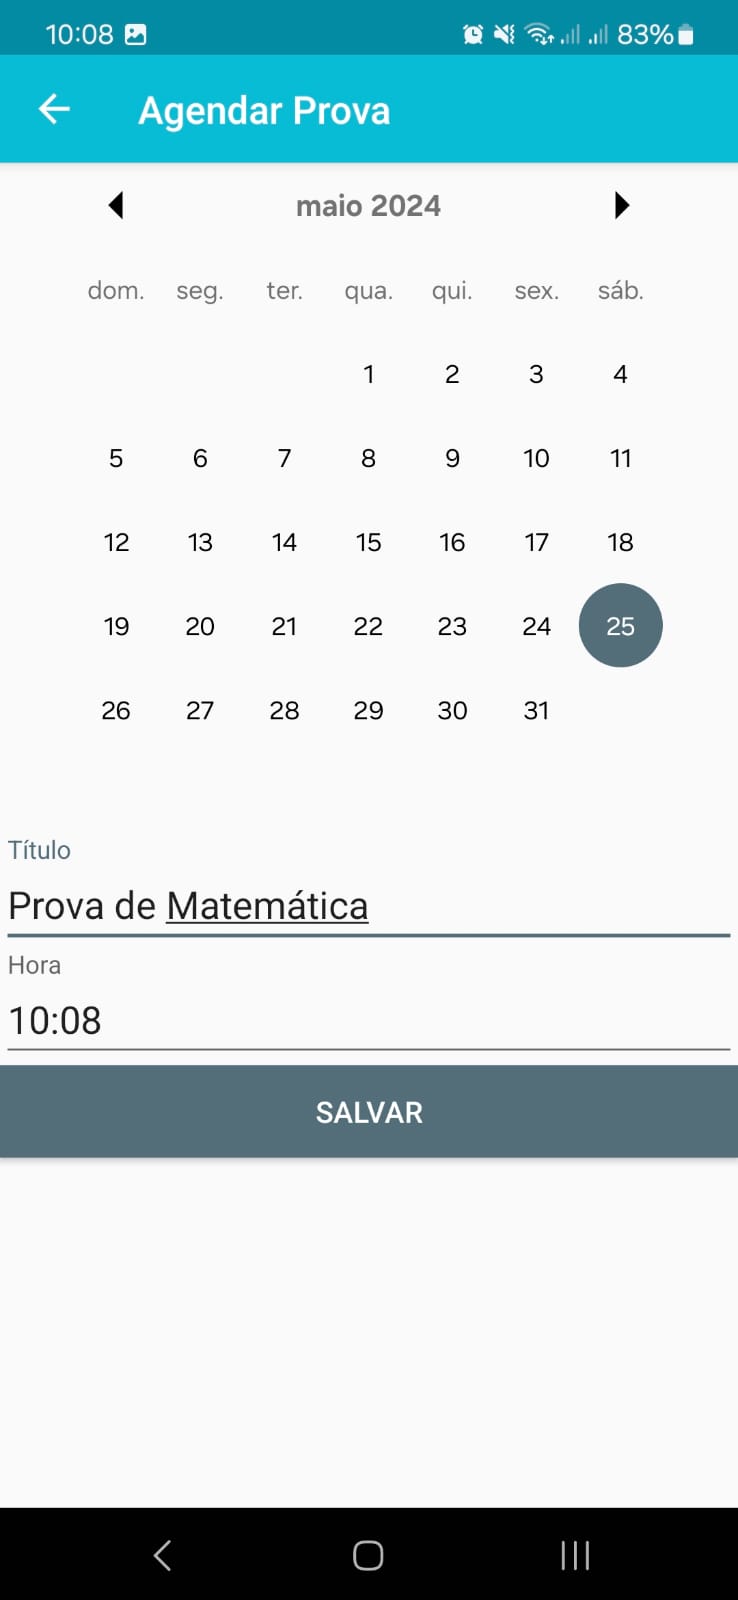 10:08 83%
Agendar Prova
maio 2024
dom. seg. ter. qua. qui. sex. sáb.
1 2 3 4
5 6 7 8 9 10 11
12 13 14 15 16 17 18
19 20 21 22 23 24 25
26 27 28 29 30 31
Título
Prova de Matemática
Hora
10:08
SALVAR